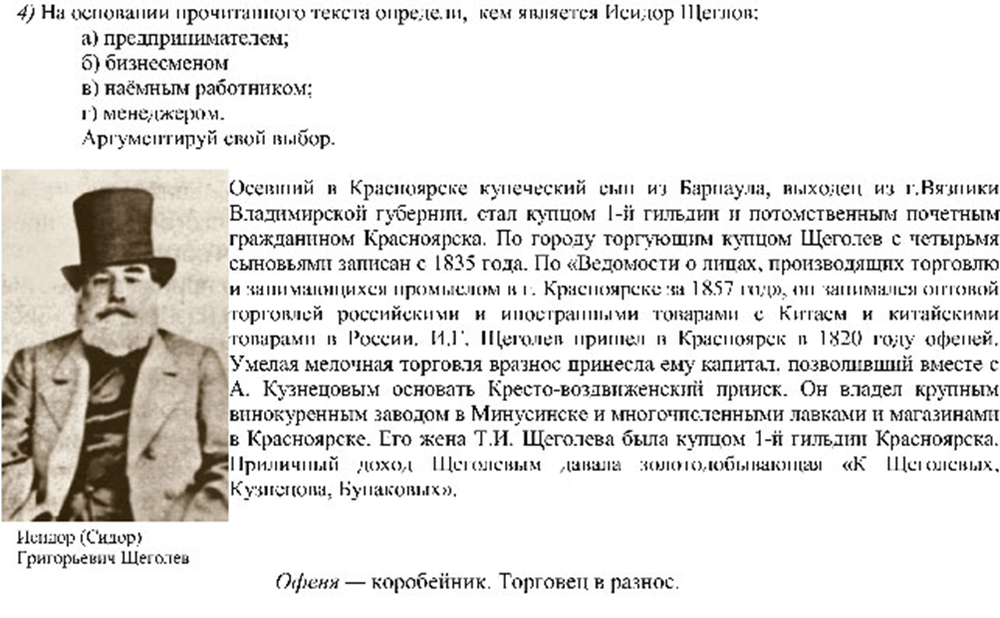 4) На основании прочитанного текста определи, кем является Исидор Щеглов:
а) предпринимателем;
б) бизнесменом
в) наёмным работником;
г) менеджером.
Аргументируй свой выбор.
Осевший в Красноярске купеческий сын из Барнаула, выходец из г.Вязники
Владимирской губернии, стал купцом 1-й гильдии и потомственным почетным
гражданином Красноярска. По городу торгующим купцом Щеголев с четырьмя
сыновьями записан с 1835 года. По «Ведомости о лицах, производящих торговлю
и занимающихся промыслом в г. Красноярске за 1857 год», он занимался оптовой
торговлей российскими и иностранными товарами с Китаем и китайскими
товарами в России. И.Г. Щеголев пришел в Красноярск в 1820 году офеней.
Умелая мелочная торговля вразнос принесла ему капитал, позволивший вместе с
А. Кузнецовым основать Кресто-воздвиженский прииск. Он владел крупным
винокуренным заводом в Минусинске и многочисленными лавками и магазинами
в Красноярске. Его жена Т.И. Щеголева была купцом 1-й гильдии Красноярска.
Приличный доход Щеголевым давала золотодобывающая «К Щеголевых,
Кузнецова, Бунаковых».
Исидор (Сидор)
Григорьевич Щеголев
Офеня — коробейник. Торговец в разнос.